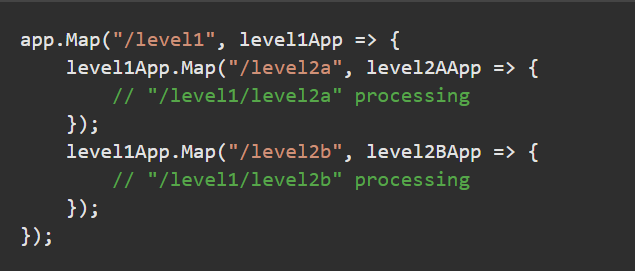 app.Map("/level1", level1App => {
    level1App.Map("/level2a", level2AApp => {
        // "/level1/level2a" processing
    });
    level1App.Map("/level2b", level2BApp => {
        // "/level1/level2b" processing
    });
});